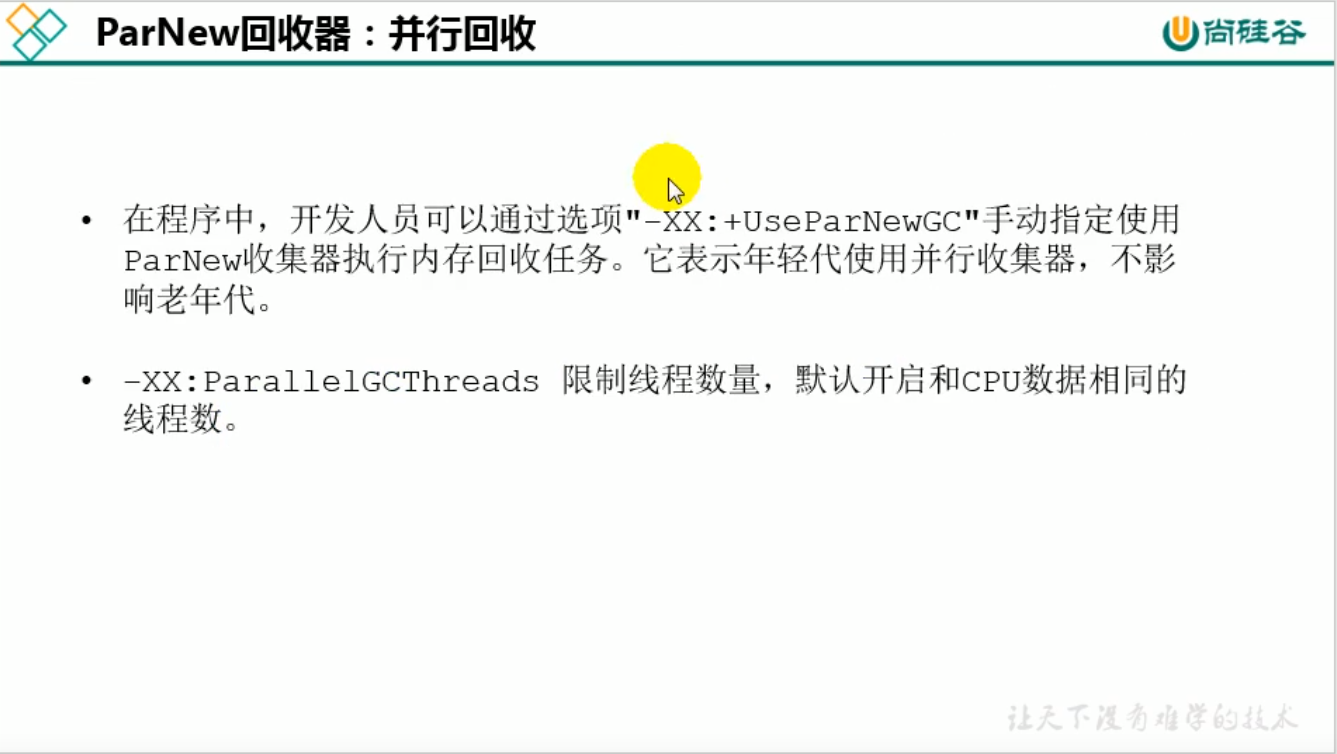 ParNew回收器：并行回收
尚硅谷
• 在程序中，开发人员可以通过选项"-XX:+UseParNewGC"手动指定使用
ParNew收集器执行内存回收任务。它表示年轻代使用并行收集器，不影
响老年代。
• -XX:ParallelGCThreads 限制线程数量，默认开启和CPU数据相同的
线程数。
让天下没有难学的技术